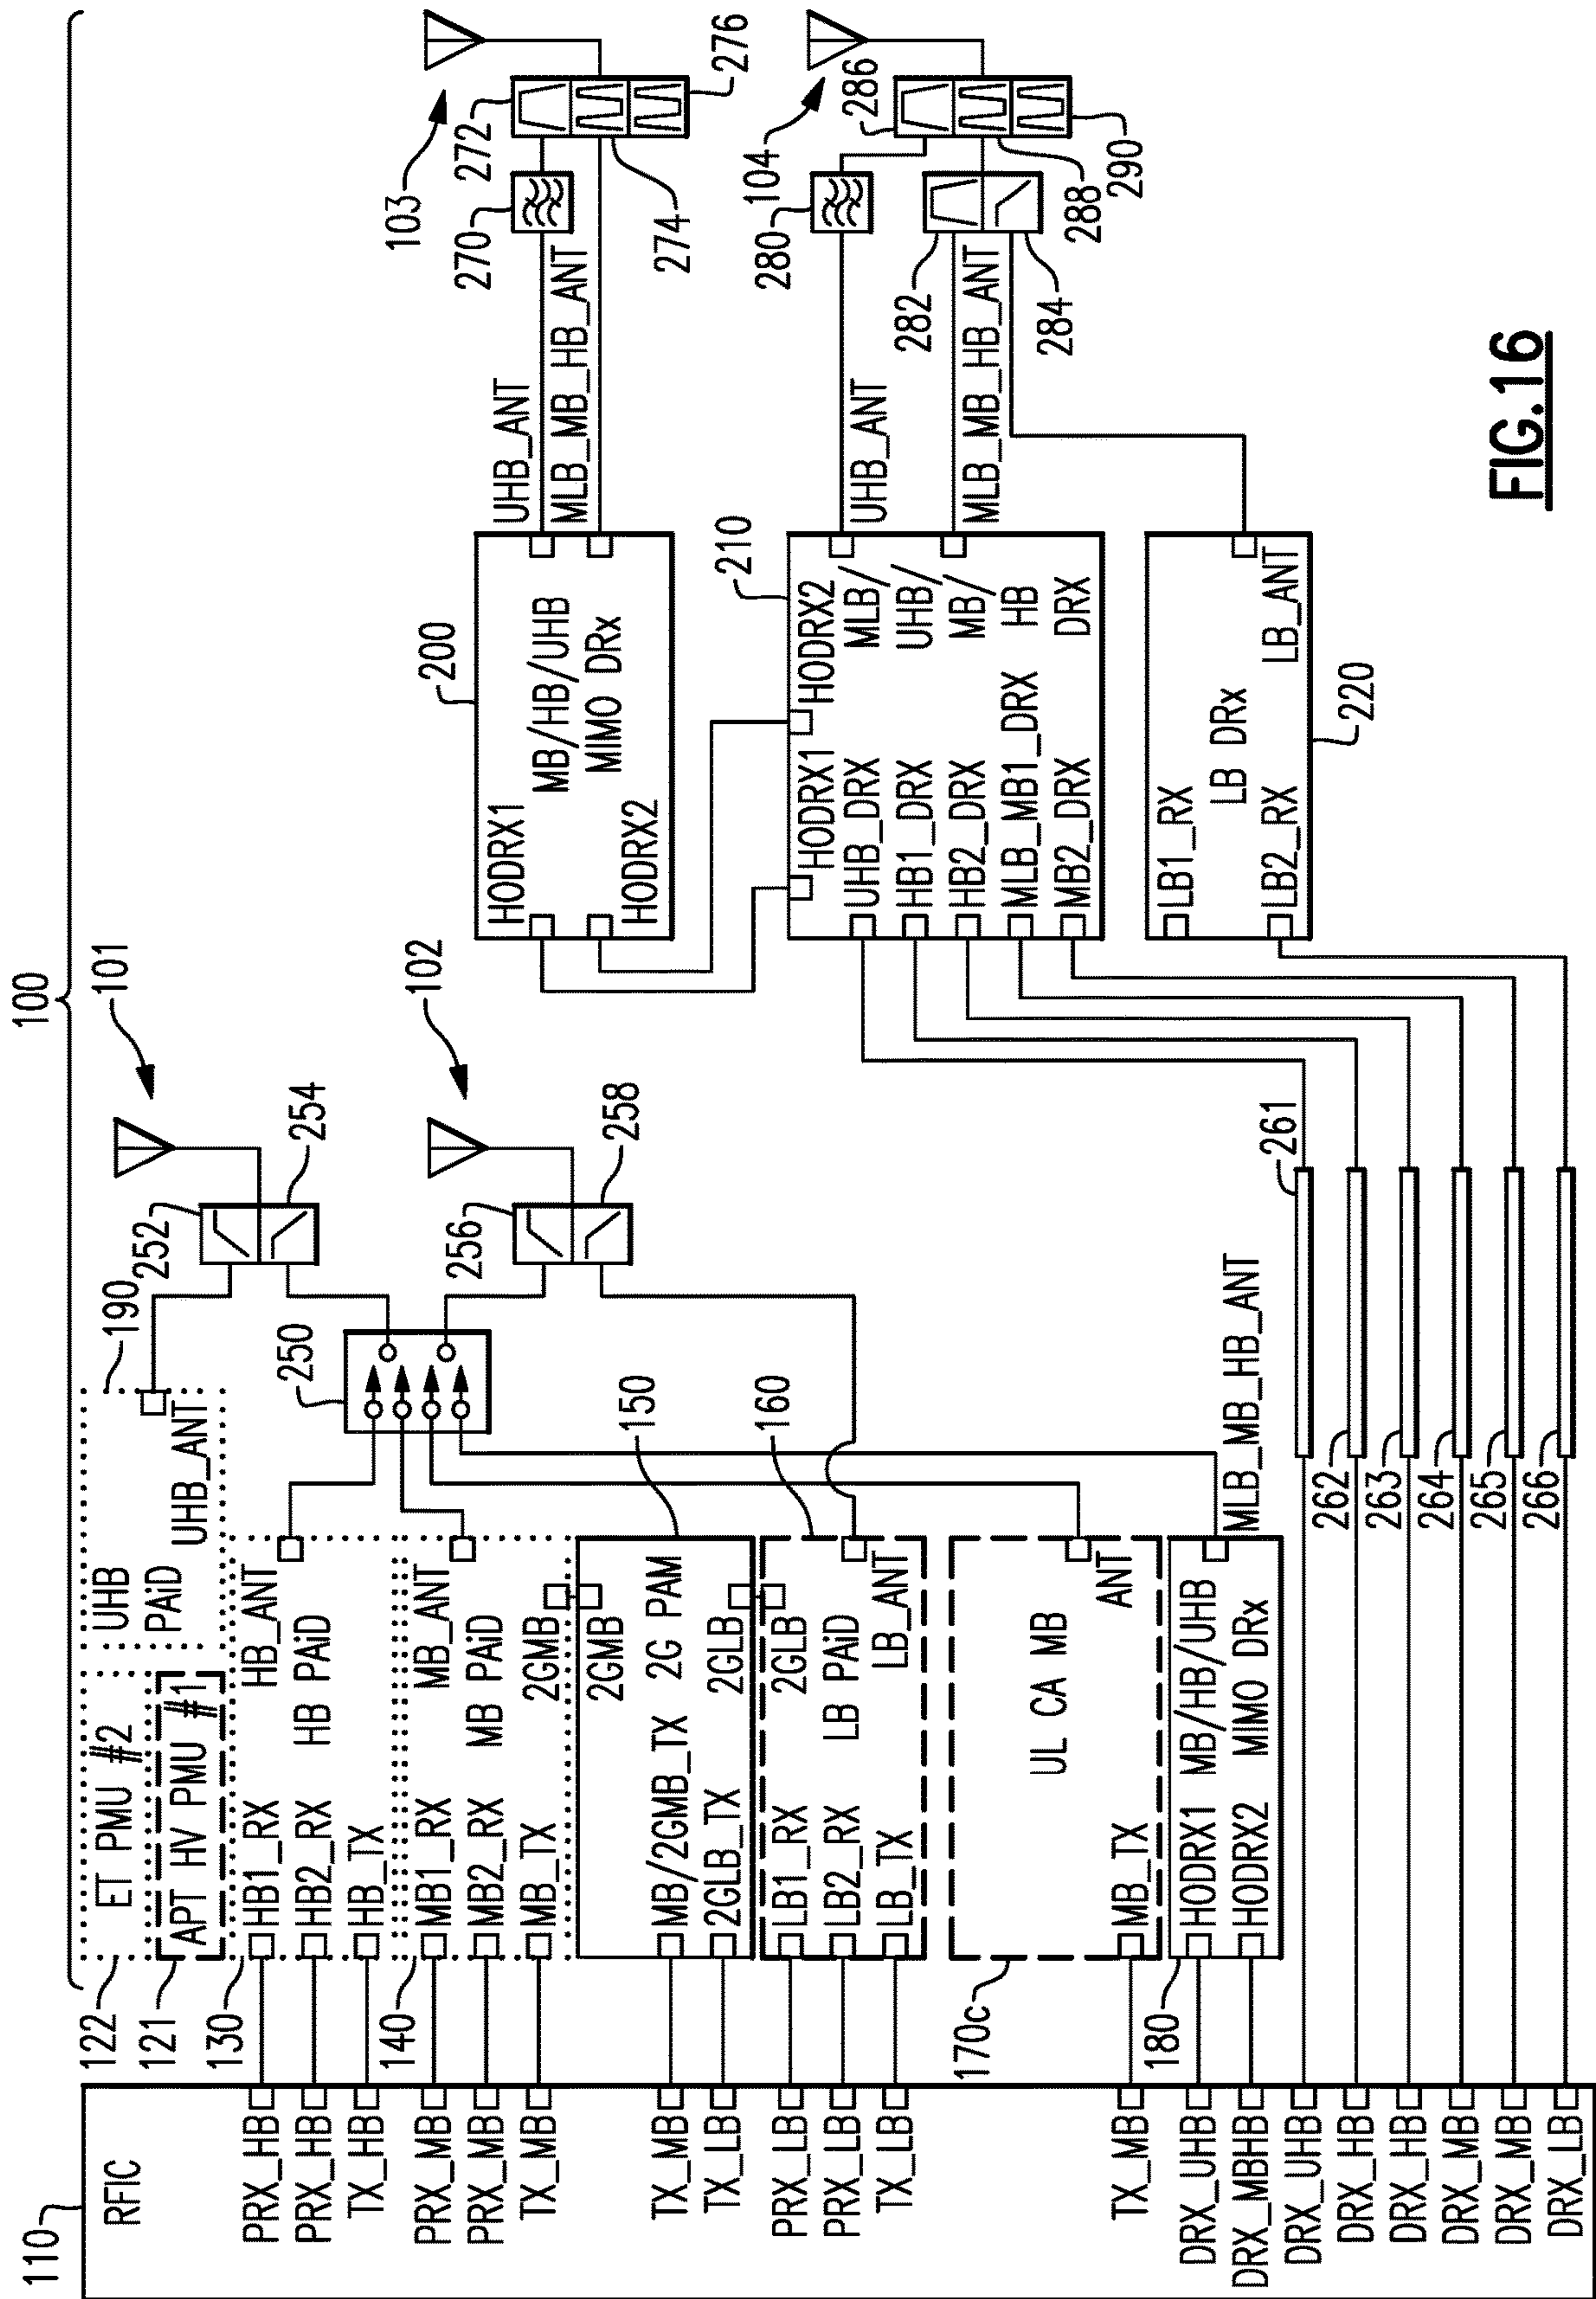 100
110
RFIC
PRX_HB
PRX_HB
TX_HB
PRX_MB
PRX_MB
TX_MB
TX_MB
TX_LB
PRX_LB
PRX_LB
TX_LB
TX_MB
DRX_UHB
DRX_MBHB
DRX_UHB
DRX_HB
DRX_HB
DRX_MB
DRX_MB
DRX_LB
122
ET PMU #2
121
APT HV PMU #1
190
UHB
PAiD
UHB_ANT
130
HB1_RX
HB2_RX
HB_TX
HB_ANT
HB PAiD
140
MB1_RX
MB2_RX
MB_TX
MB_ANT
MB PAiD
2GMB
150
2GMB
MB/2GMB_TX 2G PAM
2GLB_TX
2GLB
160
2GLB
LB1_RX
LB2_RX
LB_TX
LB PAiD
LB_ANT
170c
UL CA MB
MB_TX
ANT
180
HODRX1
HODRX2
MB/HB/UHB
MIMO DRx
MLB_MB_HB_ANT
250
252
254
101
256
258
102
261
262
263
264
265
266
200
HODRX1
HODRX2
MB/HB/UHB
MIMO DRx
UHB_ANT
MLB_MB_HB_ANT
210
HODRX1
HODRX2
UHB_DRX
HB1_DRX
HB2_DRX
MLB_MB1_DRX
MB2_DRX
MLB/
UHB/
MB/
HB
DRX
UHB_ANT
MLB_MB_HB_ANT
220
LB1_RX
LB DRx
LB2_RX
LB_ANT
103
270
272
274
276
104
280
282
284
286
288
290
FIG.16